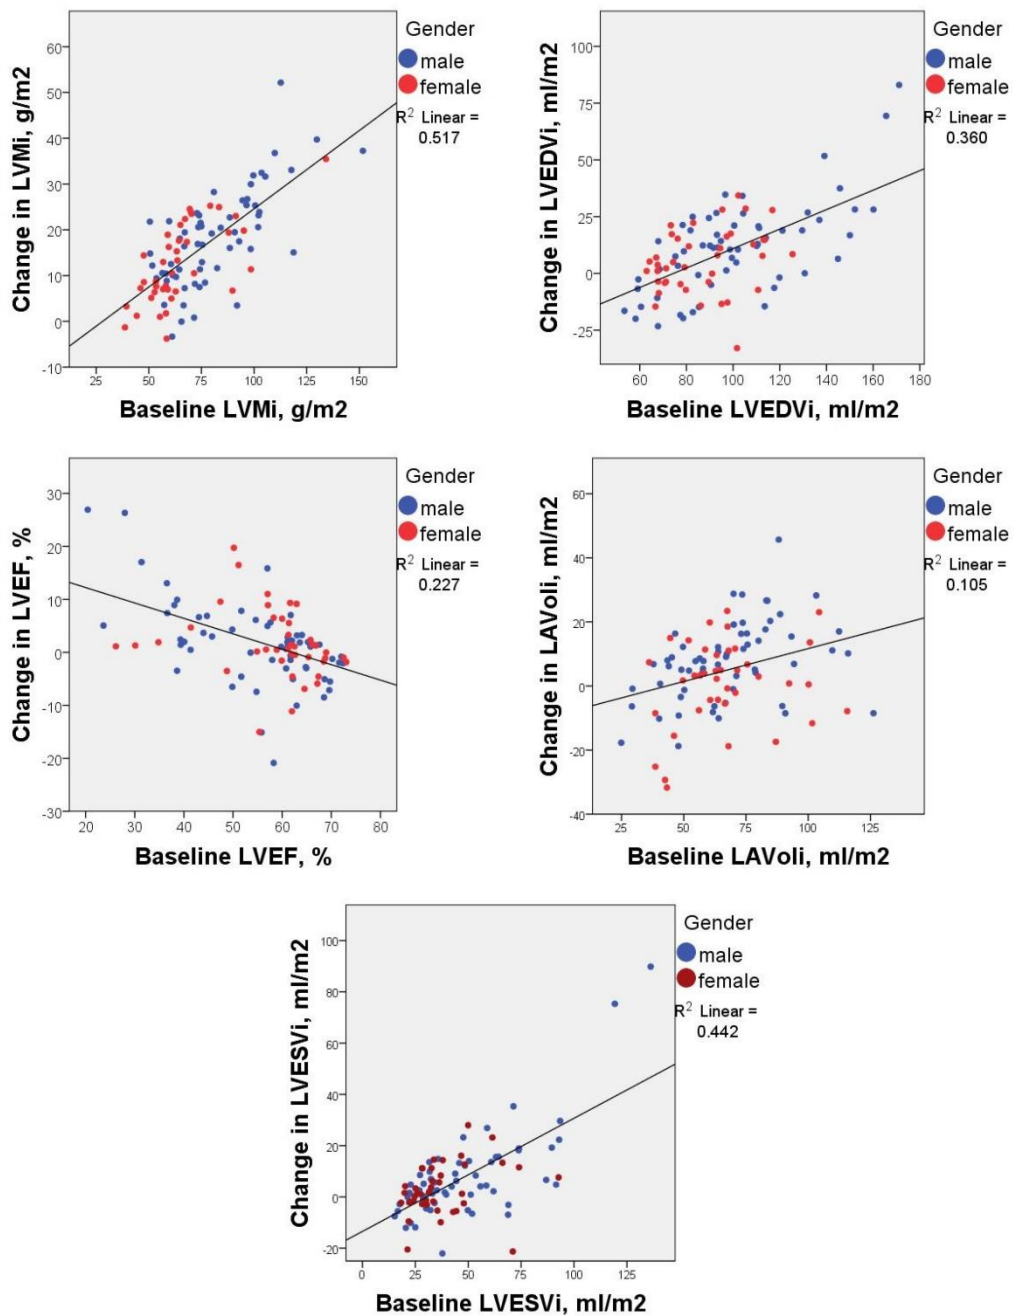 Gender
male
female
R2 Linear =
0.517
60
50
40
30
20
10
0
-10
25 50 75 100 125 150
Change in LVMi, g/m2
Baseline LVMi, g/m2
Gender
male
female
R2 Linear =
0.360
100
75
50
25
0
-25
60 80 100 120 140 160 180
Change in LVEDVi, ml/m2
Baseline LVEDVi, ml/m2
Gender
male
female
R2 Linear =
0.227
30
20
10
0
-10
-20
-30
20 30 40 50 60 70 80
Change in LVEF, %
Baseline LVEF, %
Gender
male
female
R2 Linear =
0.105
60
40
20
0
-20
-40
25 50 75 100 125
Change in LAVoli, ml/m2
Baseline LAVoli, ml/m2
Gender
male
female
R2 Linear =
0.442
100
80
60
40
20
0
-20
0 25 50 75 100 125
Change in LVESVi, ml/m2
Baseline LVESVi, ml/m2